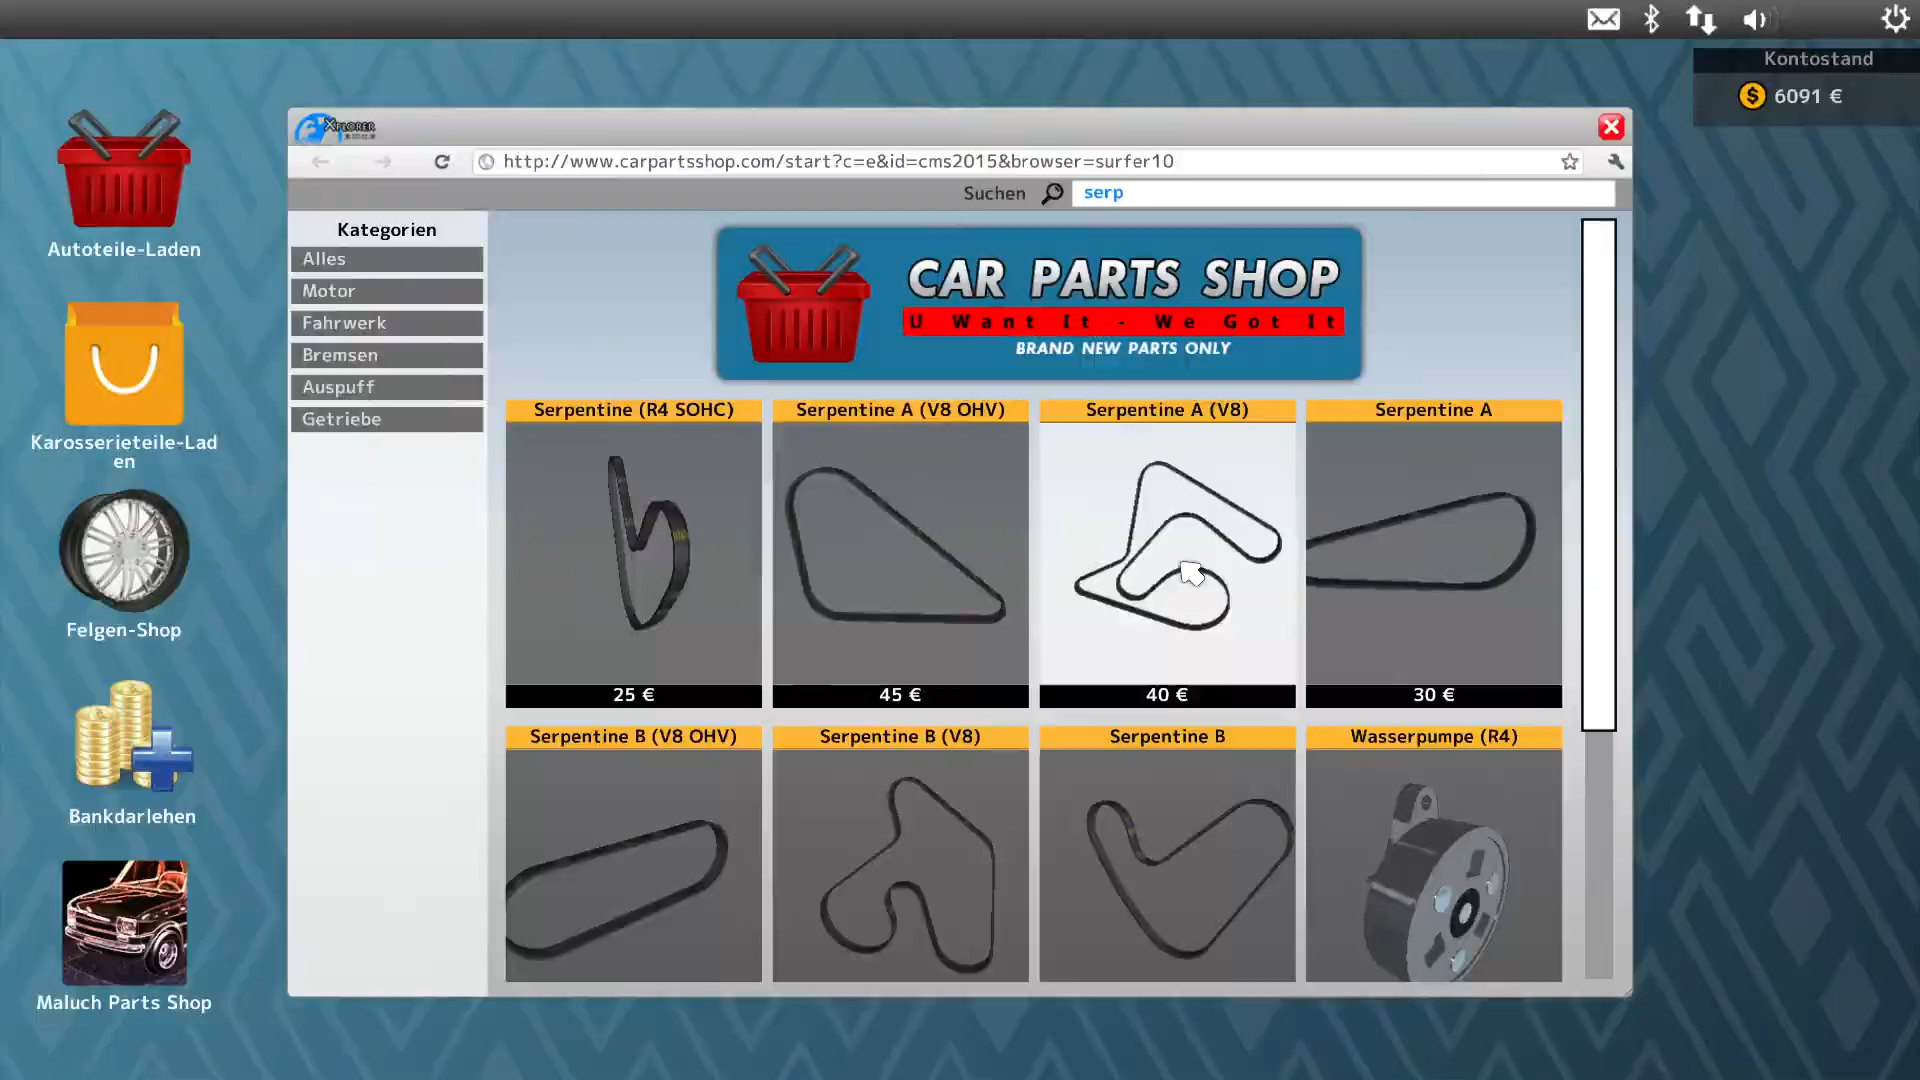 Kontostand
6091 €
XPLORER
http://www.carpartsshop.com/start?c=e&id=cms2015&browser=surfer10
Suchen
serp
Autoteile-Laden
Karosserieteile-Lad
en
Felgen-Shop
Bankdarlehen
Maluch Parts Shop
Kategorien
Alles
Motor
Fahrwerk
Bremsen
Auspuff
Getriebe
CAR PARTS SHOP
U Want It - We Got It
BRAND NEW PARTS ONLY
Serpentine (R4 SOHC)
Serpentine A (V8 OHV)
Serpentine A (V8)
Serpentine A
25 €
45 €
40 €
30 €
Serpentine B (V8 OHV)
Serpentine B (V8)
Serpentine B
Wasserpumpe (R4)